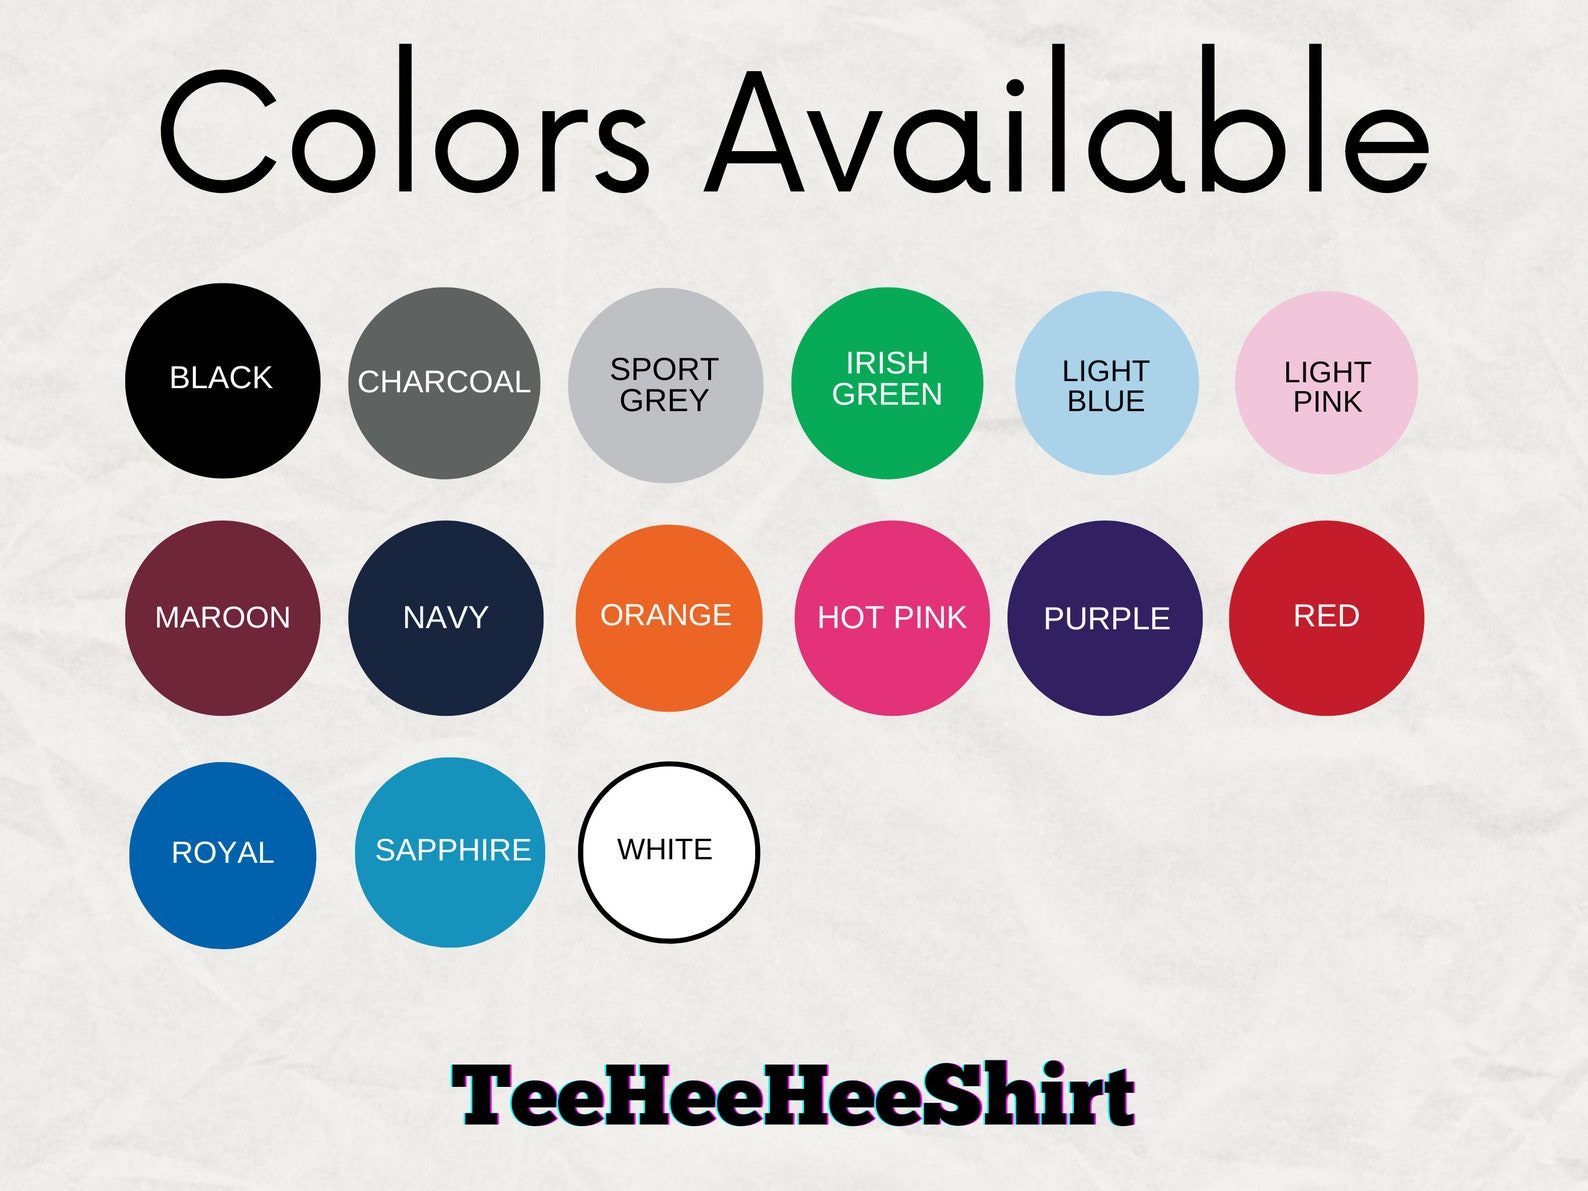 Colors Available
BLACK
CHARCOAL
SPORT
GREY
IRISH
GREEN
LIGHT
BLUE
LIGHT
PINK
MAROON
NAVY
ORANGE
HOT PINK
PURPLE
RED
ROYAL
SAPPHIRE
WHITE
TeeHeeHeeShirt